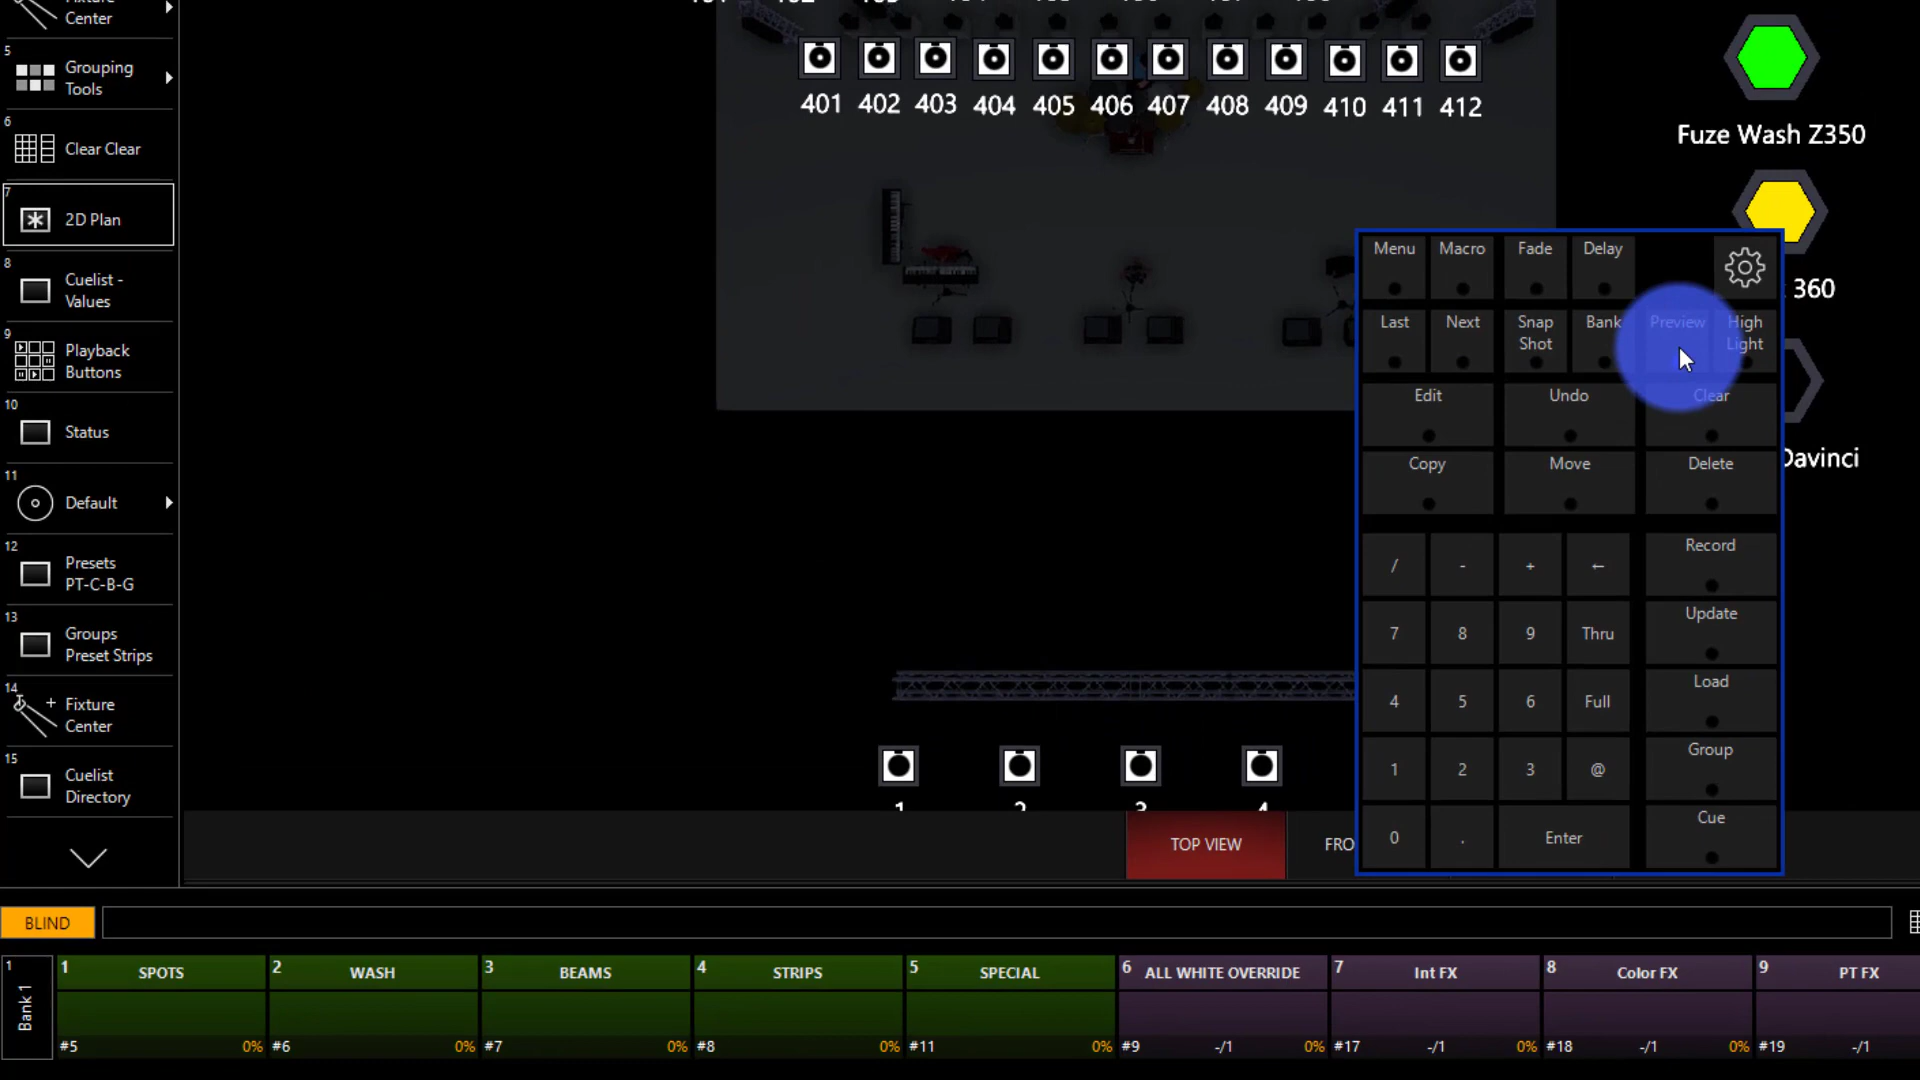 Center
5
Grouping
Tools
6
Clear Clear
7
2D Plan
8
Cuelist -
Values
9
Playback
Buttons
10
Status
11
Default
12
Presets
PT-C-B-G
13
Groups
Preset Strips
14
Fixture
Center
15
Cuelist
Directory
401 402 403 404 405 406 407 408 409 410 411 412
Fuze Wash Z350
360
Davinci
Menu Macro Fade Delay
Last Next Snap Shot Bank Preview High Light
Edit Undo Clear
Copy Move Delete
/ - + ← Record
7 8 9 Thru Update
4 5 6 Full Load
1 2 3 @ Group
0 . Enter Cue
1 2 3 4
TOP VIEW
FRO
BLIND
1
Bank 1
1 SPOTS
#5 0%
2 WASH
#6 0%
3 BEAMS
#7 0%
4 STRIPS
#8 0%
5 SPECIAL
#11 0%
6 ALL WHITE OVERRIDE
#9 -/1 0%
7 Int FX
#17 -/1 0%
8 Color FX
#18 -/1 0%
9 PT FX
#19 -/1